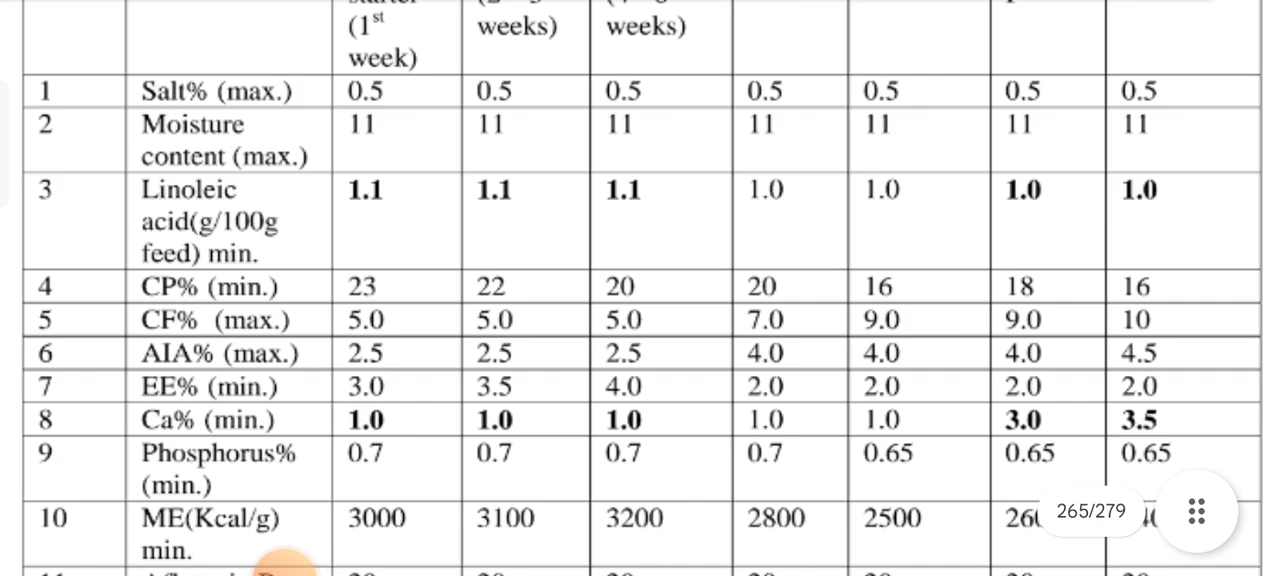 (1st weeks) weeks)
week)
1 Salt% (max.) 0.5 0.5 0.5 0.5 0.5 0.5 0.5
2 Moisture 11 11 11 11 11 11 11
content (max.)
3 Linoleic 1.1 1.1 1.1 1.0 1.0 1.0 1.0
acid(g/100g
feed) min.
4 CP% (min.) 23 22 20 20 16 18 16
5 CF% (max.) 5.0 5.0 5.0 7.0 9.0 9.0 10
6 AIA% (max.) 2.5 2.5 2.5 4.0 4.0 4.0 4.5
7 EE% (min.) 3.0 3.5 4.0 2.0 2.0 2.0 2.0
8 Ca% (min.) 1.0 1.0 1.0 1.0 1.0 3.0 3.5
9 Phosphorus% 0.7 0.7 0.7 0.7 0.65 0.65 0.65
(min.)
10 ME(Kcal/g) 3000 3100 3200 2800 2500
min.
265/279